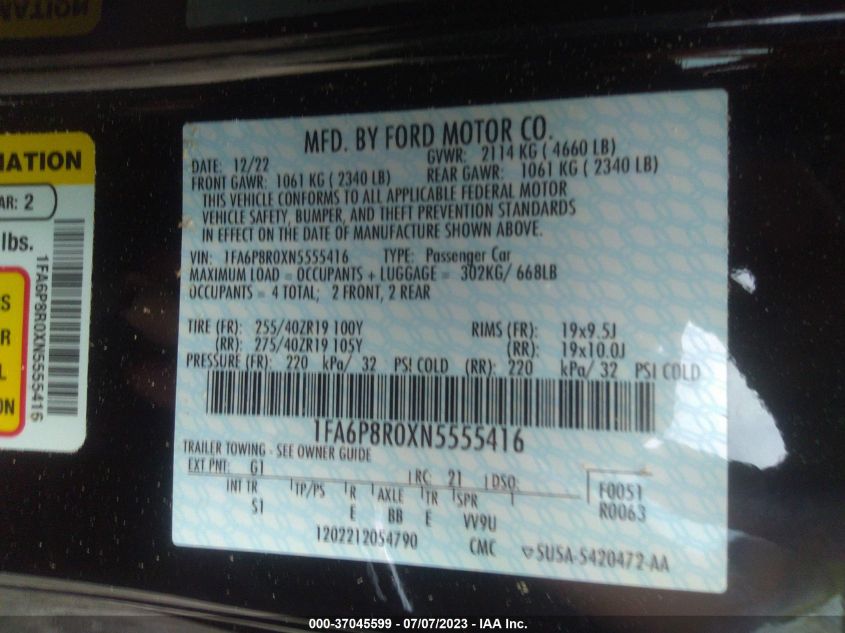 MATION
AR: 2
lbs.
1FA6P8R0XN5555416
S
R
L
ON
MFD. BY FORD MOTOR CO.
DATE: 12/22 GVWR: 2114 KG ( 4660 LB)
FRONT GAWR: 1061 KG ( 2340 LB) REAR GAWR: 1061 KG ( 2340 LB)
THIS VEHICLE CONFORMS TO ALL APPLICABLE FEDERAL MOTOR
VEHICLE SAFETY, BUMPER, AND THEFT PREVENTION STANDARDS
IN EFFECT ON THE DATE OF MANUFACTURE SHOWN ABOVE.
VIN: 1FA6P8R0XN5555416 TYPE: Passenger Car
MAXIMUM LOAD = OCCUPANTS + LUGGAGE = 302KG/ 668LB
OCCUPANTS = 4 TOTAL; 2 FRONT, 2 REAR
TIRE (FR): 255/40ZR19 100Y RIMS (FR): 19x9.5J
(RR): 275/40ZR19 105Y (RR): 19x10.0J
PRESSURE (FR): 220 kPa/ 32 PSI COLD (RR): 220 kPa/ 32 PSI COLD
1FA6P8R0XN5555416
TRAILER TOWING - SEE OWNER GUIDE
EXT PNT: G1 RC: 21 DSO: F0051
INT TR TP/PS R AXLE TR SPR R0063
S1 E BB E VV9U
1202212054790 CMC ▽5USA-5420472-AA
000-37045599 - 07/07/2023 - IAA Inc.